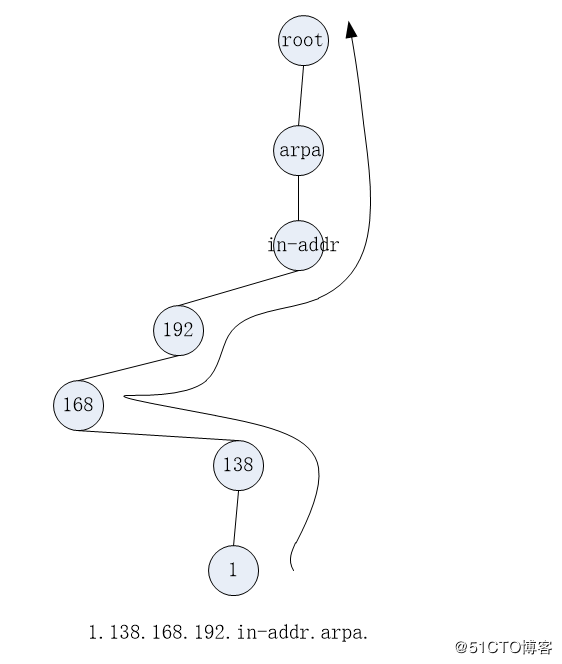 root
arpa
in-addr
192
168
138
1
1.138.168.192.in-addr.arpa.
@51CTO博客